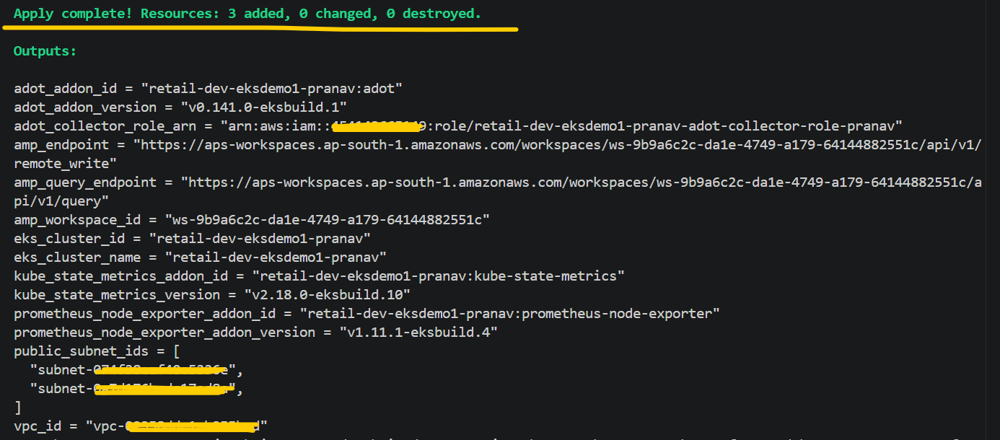 Apply complete! Resources: 3 added, 0 changed, 0 destroyed.
Outputs:
adot_addon_id = "retail-dev-eksdemo1-pranav:adot"
adot_addon_version = "v0.141.0-eksbuild.1"
adot_collector_role_arn = "arn:aws:iam:::role/retail-dev-eksdemo1-pranav-adot-collector-role-pranav"
amp_endpoint = "https://aps-workspaces.ap-south-1.amazonaws.com/workspaces/ws-9b9a6c2c-da1e-4749-a179-64144882551c/api/v1/
remote_write"
amp_query_endpoint = "https://aps-workspaces.ap-south-1.amazonaws.com/workspaces/ws-9b9a6c2c-da1e-4749-a179-64144882551c/a
pi/v1/query"
amp_workspace_id = "ws-9b9a6c2c-da1e-4749-a179-64144882551c"
eks_cluster_id = "retail-dev-eksdemo1-pranav"
eks_cluster_name = "retail-dev-eksdemo1-pranav"
kube_state_metrics_addon_id = "retail-dev-eksdemo1-pranav:kube-state-metrics"
kube_state_metrics_version = "v2.18.0-eksbuild.10"
prometheus_node_exporter_addon_id = "retail-dev-eksdemo1-pranav:prometheus-node-exporter"
prometheus_node_exporter_addon_version = "v1.11.1-eksbuild.4"
public_subnet_ids = [
"subnet-",
"subnet-",
]
vpc_id = "vpc-"